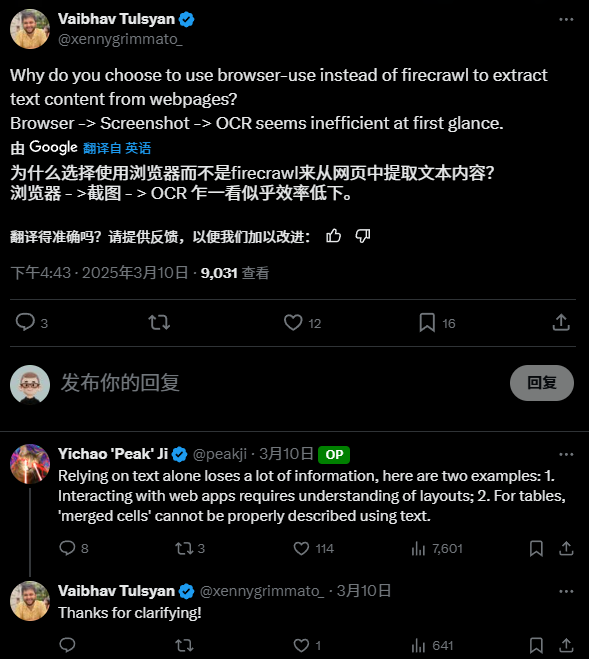 Vaibhav Tulsyan
@xennygrimmato_
Why do you choose to use browser-use instead of firecrawl to extract
text content from webpages?
Browser -> Screenshot -> OCR seems inefficient at first glance.
由 Google 翻译自 英语
为什么选择使用浏览器而不是firecrawl来从网页中提取文本内容？
浏览器 - >截图 - > OCR 乍一看似乎效率低下。
翻译得准确吗？请提供反馈，以便我们加以改进：
下午4:43 · 2025年3月10日 · 9,031 查看
3 12 16
发布你的回复 回复
Yichao 'Peak' Ji @peakji · 3月10日 OP
Relying on text alone loses a lot of information, here are two examples: 1.
Interacting with web apps requires understanding of layouts; 2. For tables,
'merged cells' cannot be properly described using text.
8 3 114 7,601
Vaibhav Tulsyan @xennygrimmato_ · 3月10日
Thanks for clarifying!
1 641